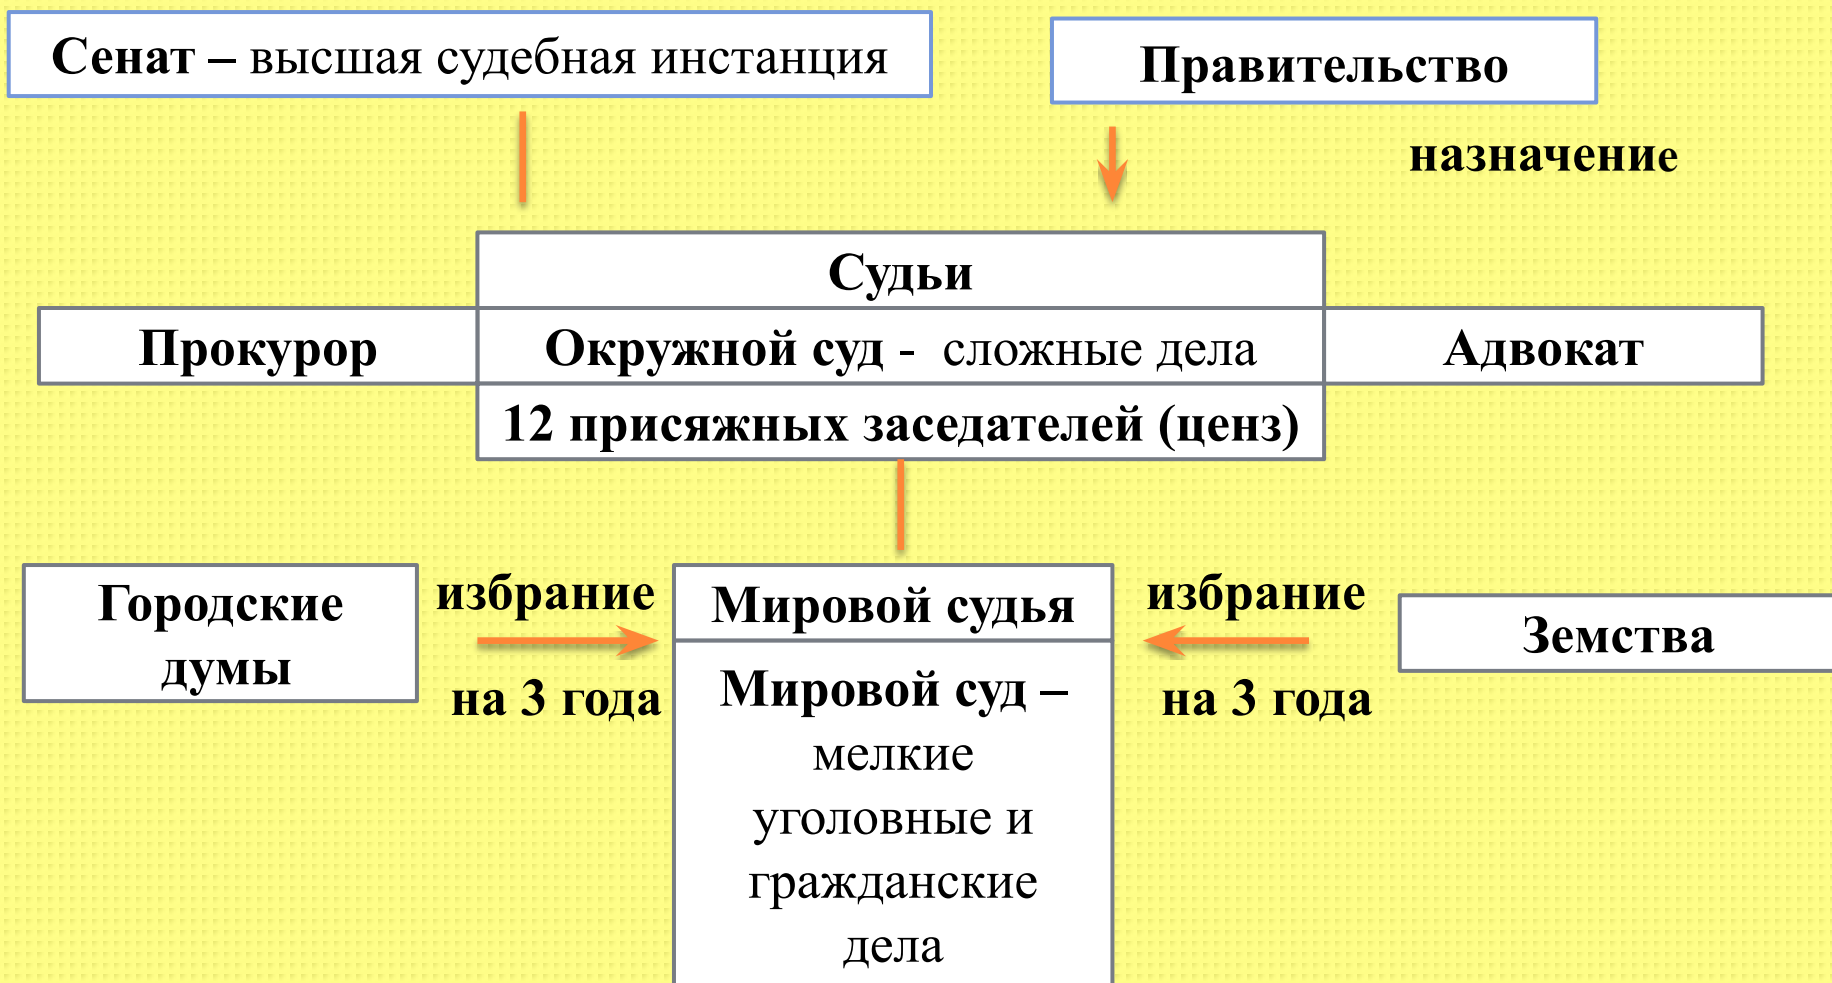 Сенат – высшая судебная инстанция
Правительство
назначение
Судьи
Прокурор
Окружной суд - сложные дела
Адвокат
12 присяжных заседателей (ценз)
Городские
думы
избрание
на 3 года
Мировой судья
Мировой суд –
мелкие
уголовные и
гражданские
дела
избрание
на 3 года
Земства